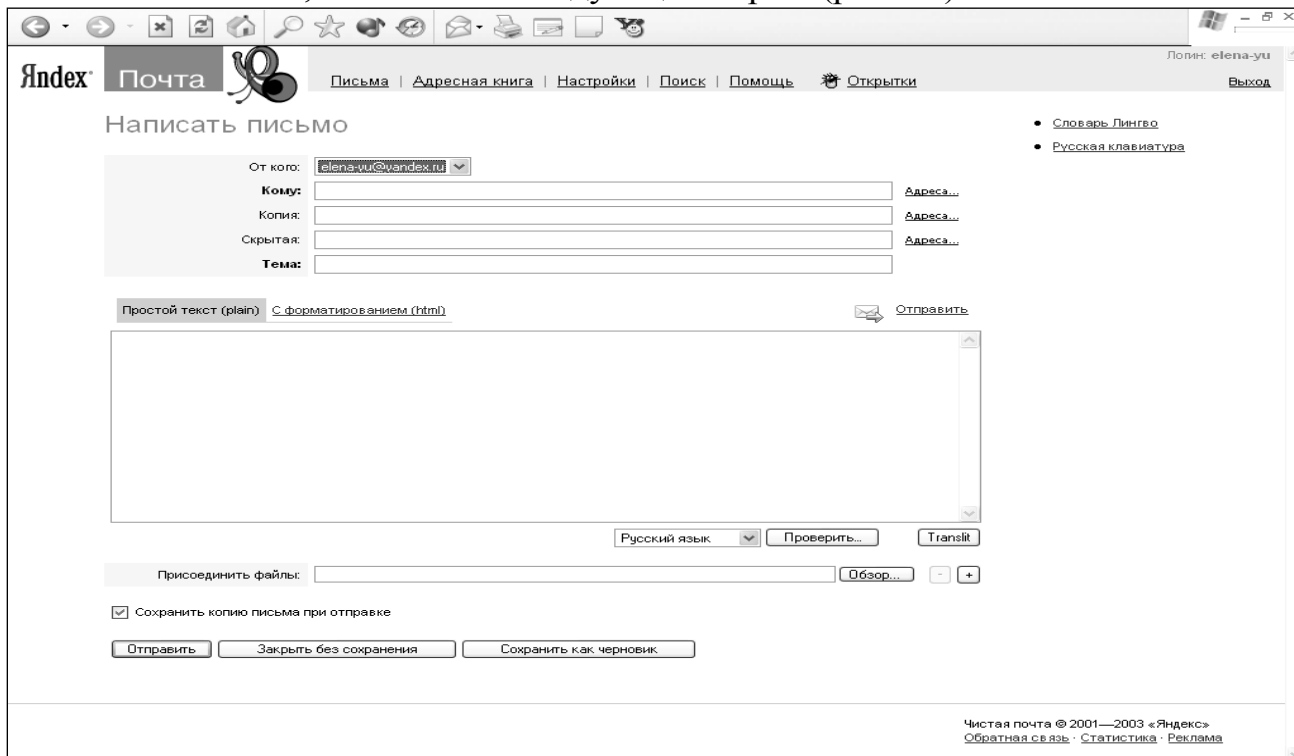 Логин: elena-yu
Яndex Почта
Письма | Адресная книга | Настройки | Поиск | Помощь Открытки
Выход
Написать письмо
• Словарь Лингво
• Русская клавиатура
От кого: elena-yu@yandex.ru
Кому: Адреса...
Копия: Адреса...
Скрытая: Адреса...
Тема:
Простой текст (plain) С форматированием (html) Отправить
Русский язык Проверить... Translit
Присоединить файлы: Обзор... - +
Сохранить копию письма при отправке
Отправить Закрыть без сохранения Сохранить как черновик
Чистая почта © 2001—2003 «Яндекс»
Обратная связь · Статистика · Реклама